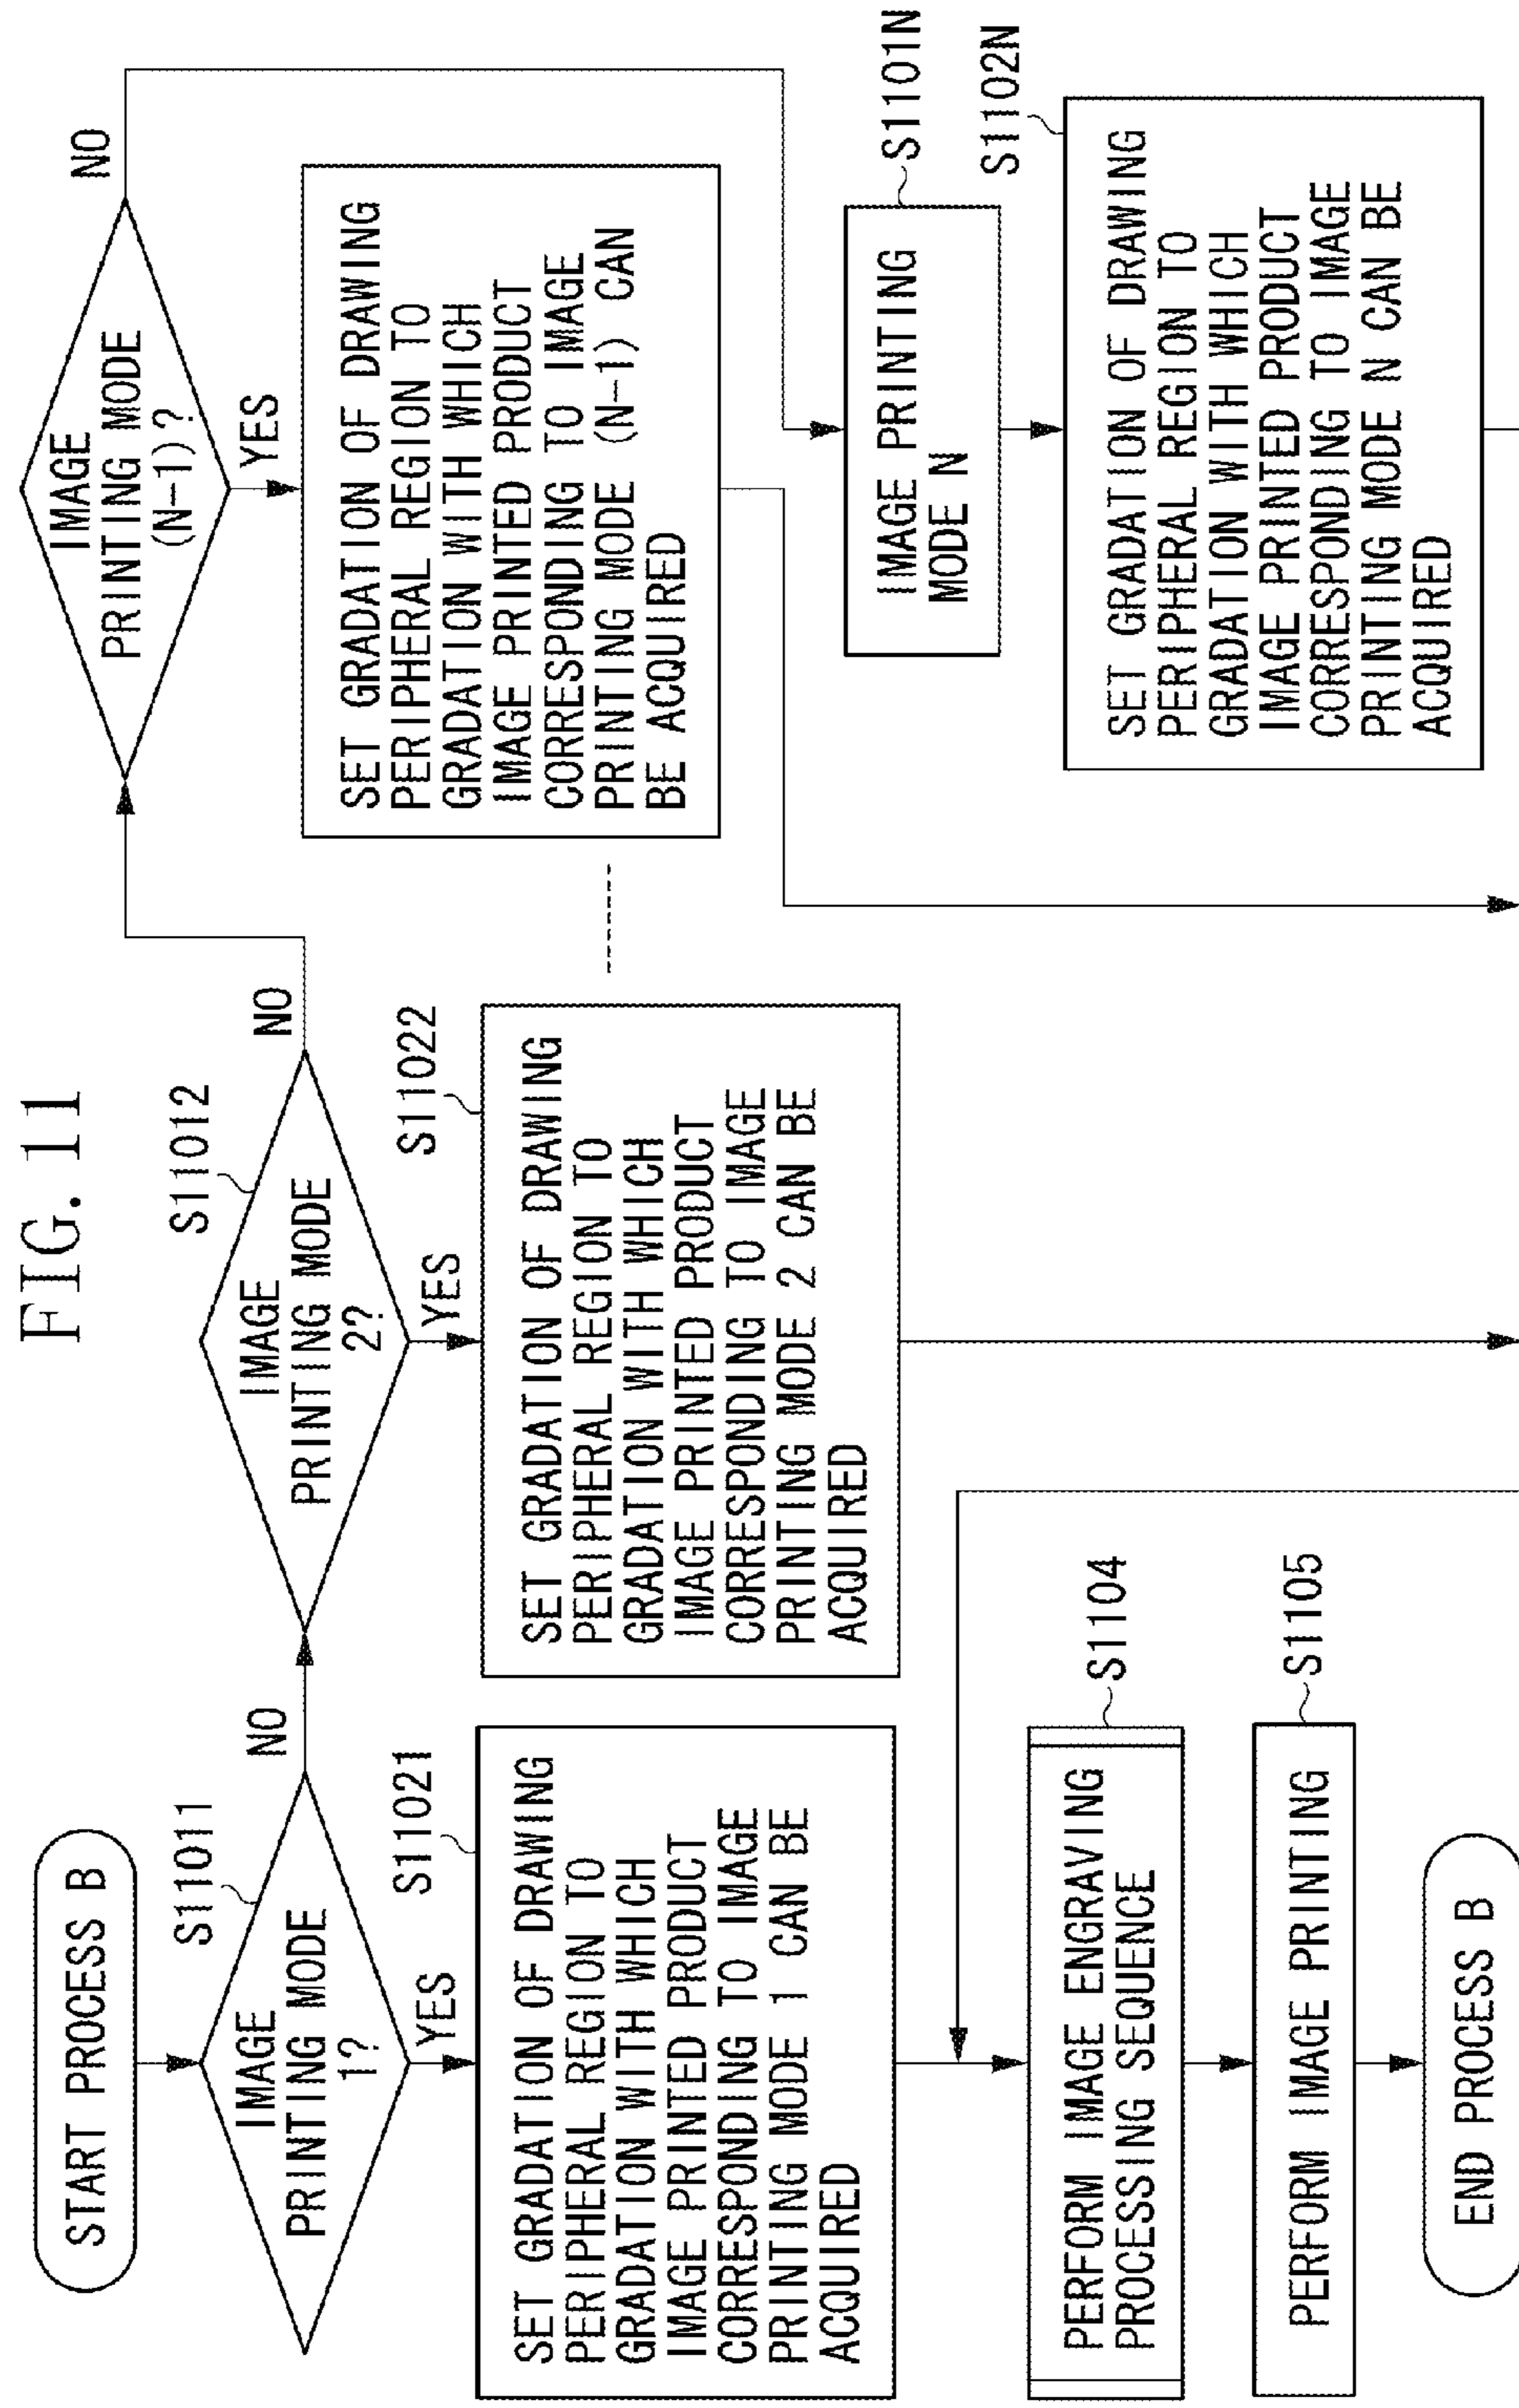 FIG. 11
START PROCESS B
S11011
IMAGE
PRINTING MODE
1?
NO
YES
S11021
SET GRADATION OF DRAWING
PERIPHERAL REGION TO
GRADATION WITH WHICH
IMAGE PRINTED PRODUCT
CORRESPONDING TO IMAGE
PRINTING MODE 1 CAN BE
ACQUIRED
S11012
IMAGE
PRINTING MODE
2?
NO
YES
S11022
SET GRADATION OF DRAWING
PERIPHERAL REGION TO
GRADATION WITH WHICH
IMAGE PRINTED PRODUCT
CORRESPONDING TO IMAGE
PRINTING MODE 2 CAN BE
ACQUIRED
IMAGE
PRINTING MODE
(N-1)?
NO
YES
SET GRADATION OF DRAWING
PERIPHERAL REGION TO
GRADATION WITH WHICH
IMAGE PRINTED PRODUCT
CORRESPONDING TO IMAGE
PRINTING MODE (N-1) CAN
BE ACQUIRED
S1101N
IMAGE PRINTING
MODE N
S1102N
SET GRADATION OF DRAWING
PERIPHERAL REGION TO
GRADATION WITH WHICH
IMAGE PRINTED PRODUCT
CORRESPONDING TO IMAGE
PRINTING MODE N CAN BE
ACQUIRED
S1104
PERFORM IMAGE ENGRAVING
PROCESSING SEQUENCE
S1105
PERFORM IMAGE PRINTING
END PROCESS B